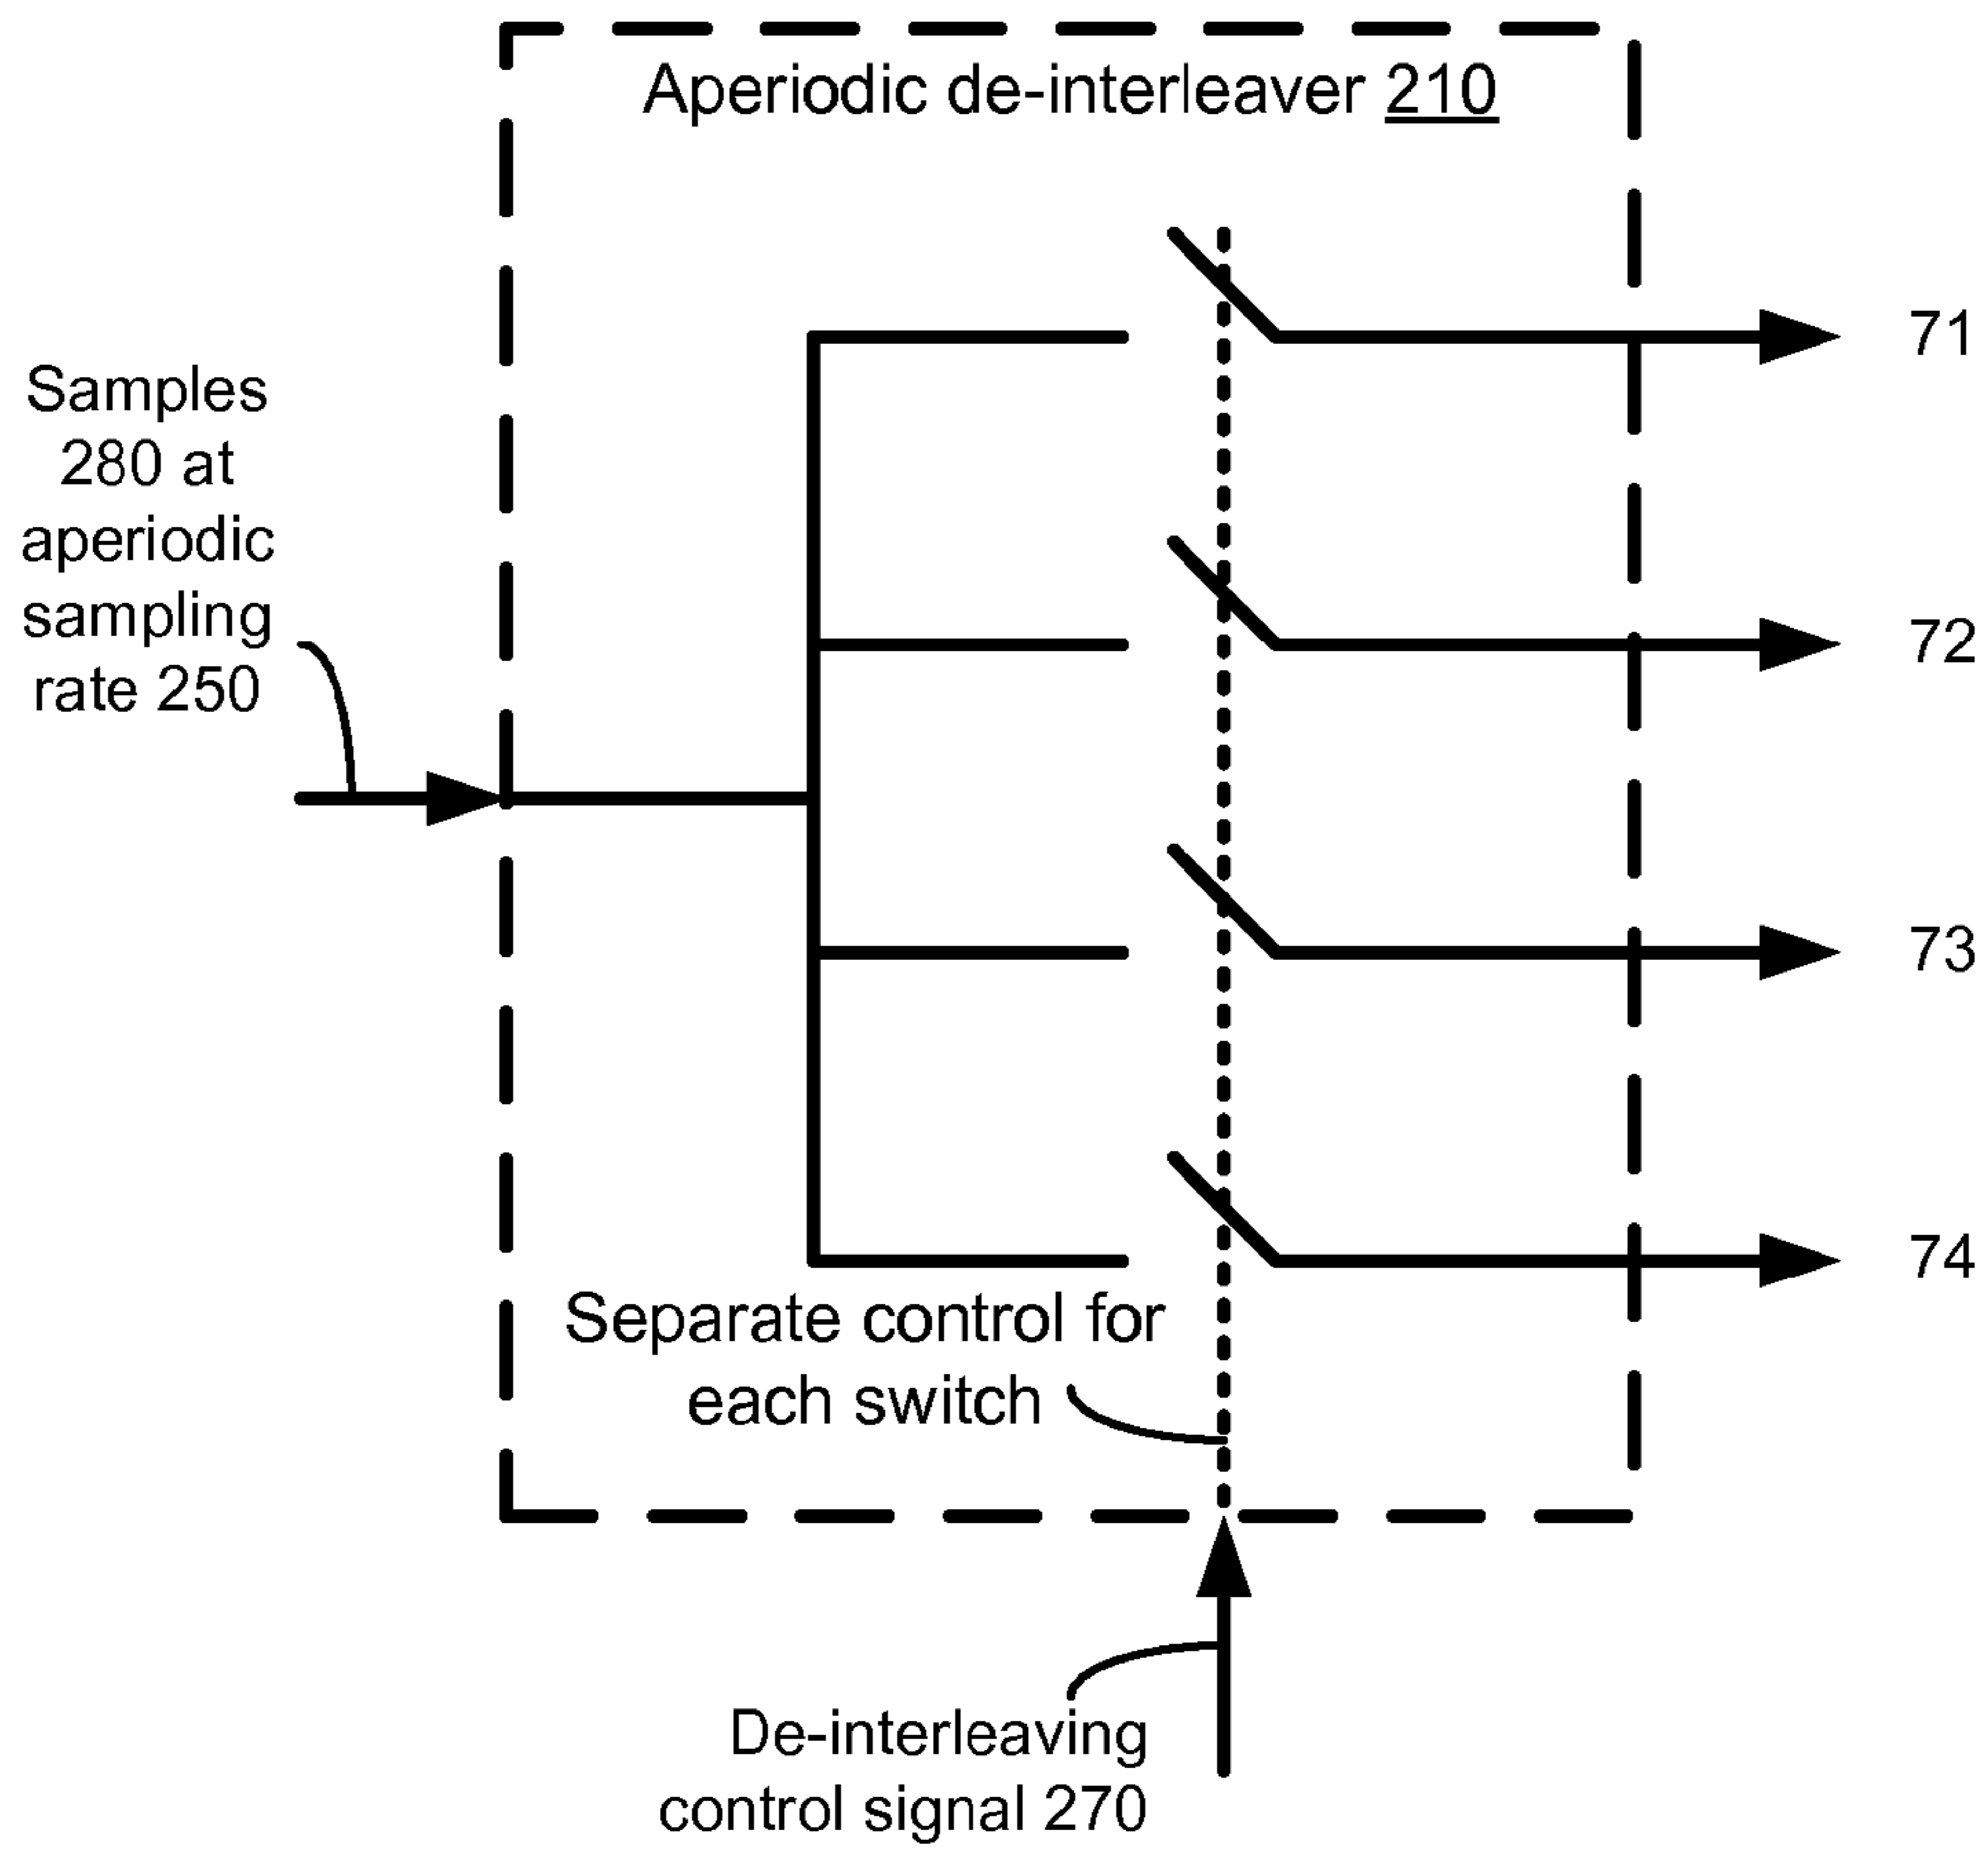 Aperiodic de-interleaver 210
Samples
280 at
aperiodic
sampling
rate 250
71
72
73
74
Separate control for
each switch
De-interleaving
control signal 270